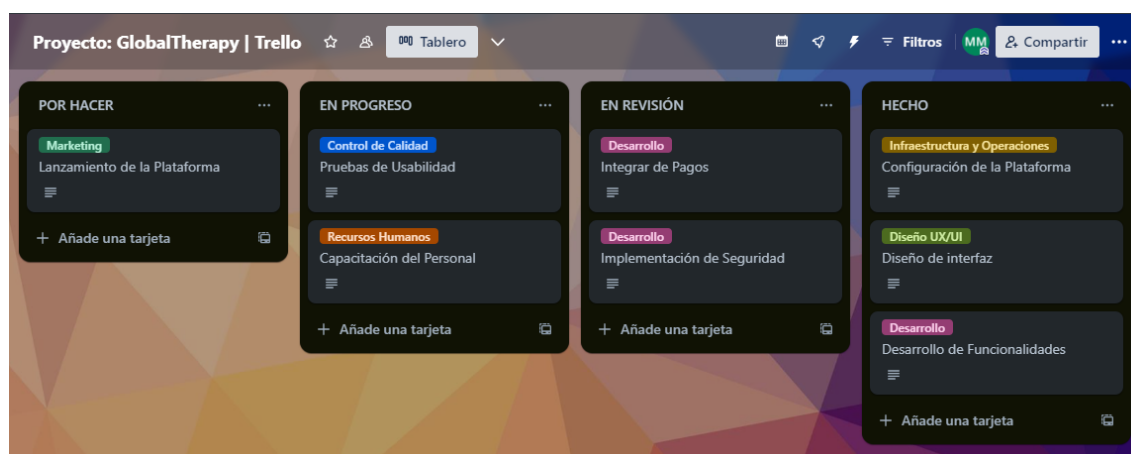 Proyecto: GlobalTherapy | Trello
Tablero
Filtros
MM
Compartir
POR HACER
Marketing
Lanzamiento de la Plataforma
Añade una tarjeta
EN PROGRESO
Control de Calidad
Pruebas de Usabilidad
Recursos Humanos
Capacitación del Personal
Añade una tarjeta
EN REVISIÓN
Desarrollo
Integrar de Pagos
Desarrollo
Implementación de Seguridad
Añade una tarjeta
HECHO
Infraestructura y Operaciones
Configuración de la Plataforma
Diseño UX/UI
Diseño de interfaz
Desarrollo
Desarrollo de Funcionalidades
Añade una tarjeta